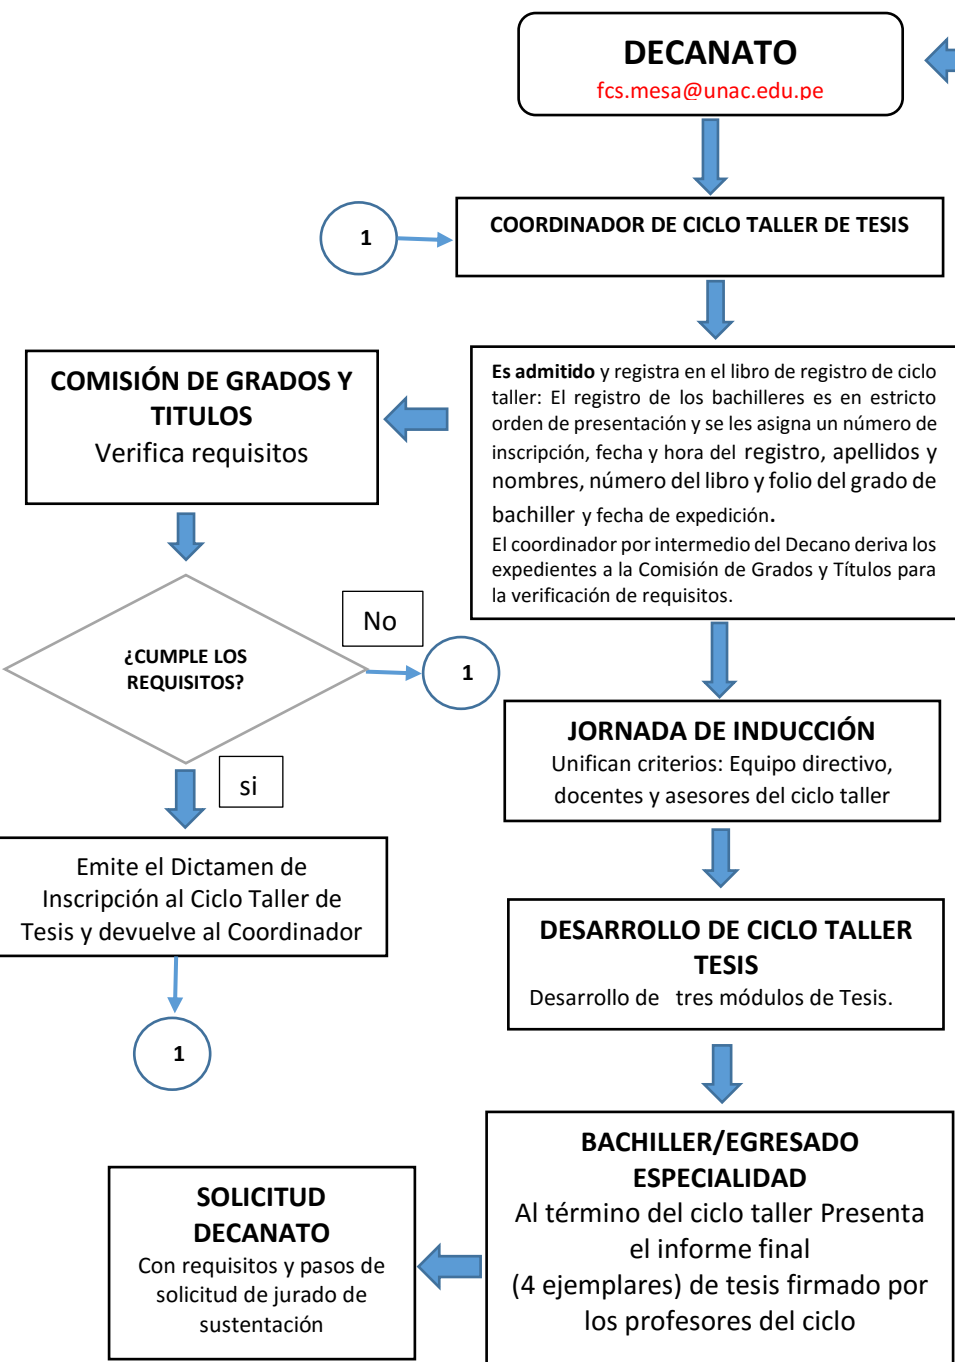 DECANATO
fcs.mesa@unac.edu.pe
1
COORDINADOR DE CICLO TALLER DE TESIS
COMISIÓN DE GRADOS Y
TITULOS
Verifica requisitos
Es admitido y registra en el libro de registro de ciclo
taller: El registro de los bachilleres es en estricto
orden de presentación y se les asigna un número de
inscripción, fecha y hora del registro, apellidos y
nombres, número del libro y folio del grado de
bachiller y fecha de expedición.
El coordinador por intermedio del Decano deriva los
expedientes a la Comisión de Grados y Títulos para
la verificación de requisitos.
¿CUMPLE LOS
REQUISITOS?
No
1
si
Emite el Dictamen de
Inscripción al Ciclo Taller de
Tesis y devuelve al Coordinador
1
JORNADA DE INDUCCIÓN
Unifican criterios: Equipo directivo,
docentes y asesores del ciclo taller
DESARROLLO DE CICLO TALLER
TESIS
Desarrollo de tres módulos de Tesis.
BACHILLER/EGRESADO
ESPECIALIDAD
Al término del ciclo taller Presenta
el informe final
(4 ejemplares) de tesis firmado por
los profesores del ciclo
SOLICITUD
DECANATO
Con requisitos y pasos de
solicitud de jurado de
sustentación